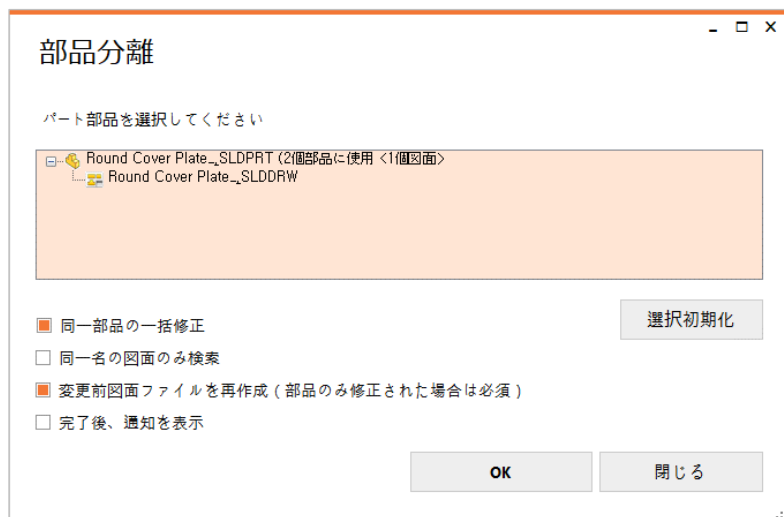 部品分離
パート部品を選択してください
Round Cover Plate_.SLDPRT (2個部品に使用 <1個図面>
Round Cover Plate_.SLDDRW
同一部品の一括修正
選択初期化
同一名の図面のみ検索
変更前図面ファイルを再作成 ( 部品のみ修正された場合は必須 )
完了後、通知を表示
OK
閉じる